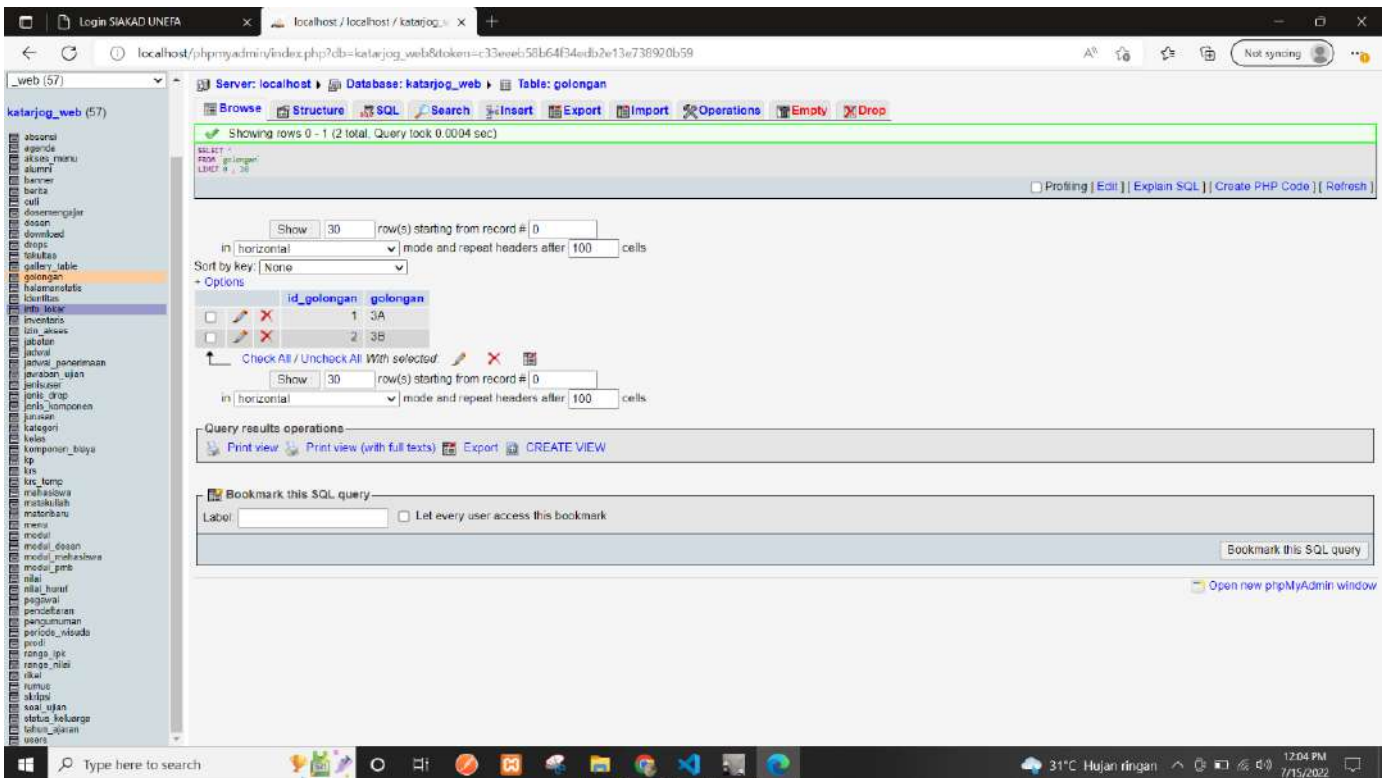 Login SIAKAD UNEFA
localhost / localhost / katarjog_w
localhost/phpmyadmin/index.php?db=katarjog_web&token=c33eveb58b64f34edb2e13e738920b59
Not syncing
_web (57)
katarjog_web (57)
absensi
agenda
akses_menu
alumni
banner
berita
cuti
dosenmengajar
dosen
download
drops
fakultas
gallery_table
golongan
halamanstatis
identitas
info_loker
inventaris
izin_akses
jabatan
jadwal
jadwal_penerimaan
jawaban_ujian
jenisuser
jenis_drop
jenis_komponen
jurusan
kategori
kelas
komponen_biaya
kp
krs
krs_temp
mahasiswa
matakuliah
materibaru
menu
modul
modul_dosen
modul_mahasiswa
modul_pmb
nilai
nilai_huruf
pegawai
pendaftaran
pengumuman
periode_wisuda
prodi
range_ipk
range_nilai
rumus
skripsi
soal_ujian
status_keluarga
tahun_ajaran
users
Server: localhost Database: katarjog_web Table: golongan
Browse Structure SQL Search Insert Export Import Operations Empty Drop
Showing rows 0 - 1 (2 total, Query took 0.0004 sec)
SELECT *
FROM `golongan`
LIMIT 0 , 30
Profiling [ Edit ] [ Explain SQL ] [ Create PHP Code ] [ Refresh ]
Show 30 row(s) starting from record # 0
in horizontal mode and repeat headers after 100 cells
Sort by key: None
+ Options
id_golongan golongan
1 3A
2 3B
Check All / Uncheck All With selected:
Show 30 row(s) starting from record # 0
in horizontal mode and repeat headers after 100 cells
Query results operations
Print view Print view (with full texts) Export CREATE VIEW
Bookmark this SQL query
Label: Let every user access this bookmark
Bookmark this SQL query
Open new phpMyAdmin window
Type here to search
31°C Hujan ringan
12:04 PM
7/15/2022